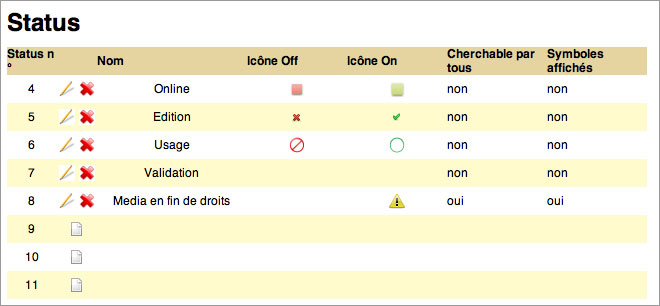 Status
Status n° Nom Icône Off Icône On Cherchable par tous Symboles affichés
4 Online non non
5 Edition non non
6 Usage non non
7 Validation non non
8 Media en fin de droits oui oui
9
10
11